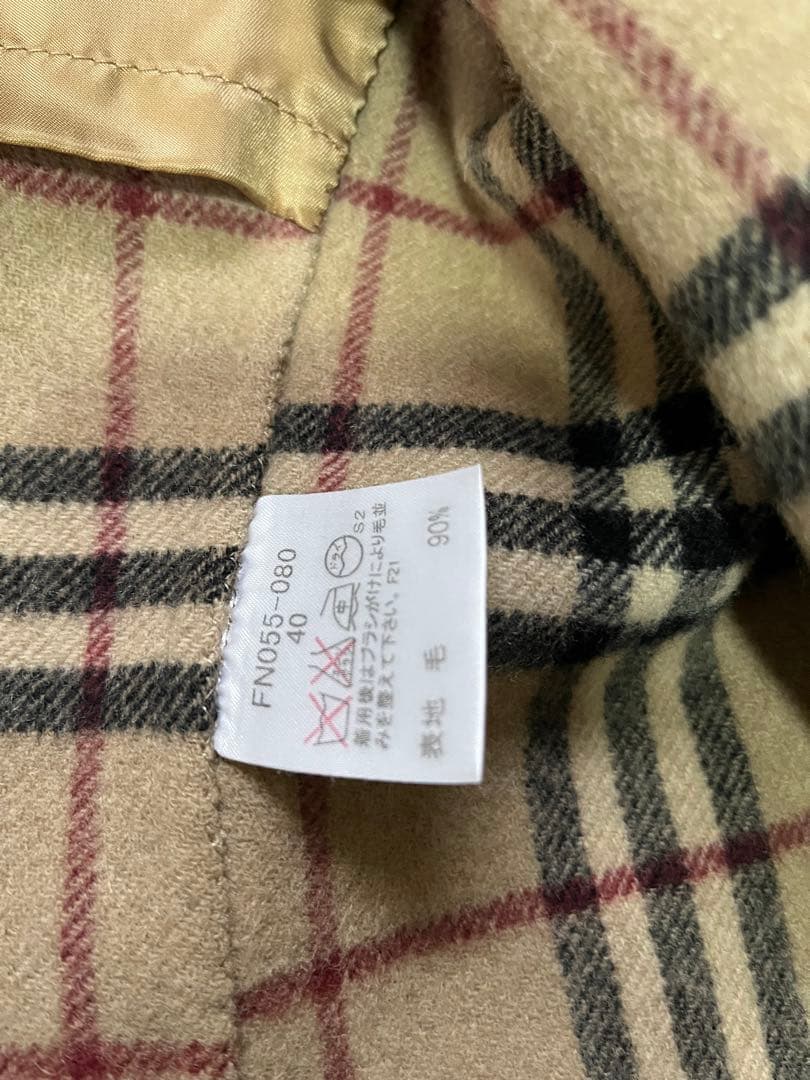 FN055-080
40
ドライ
S2
中
着用後はブラシがけにより毛並
みを整えて下さい。F21
表地 毛 90%